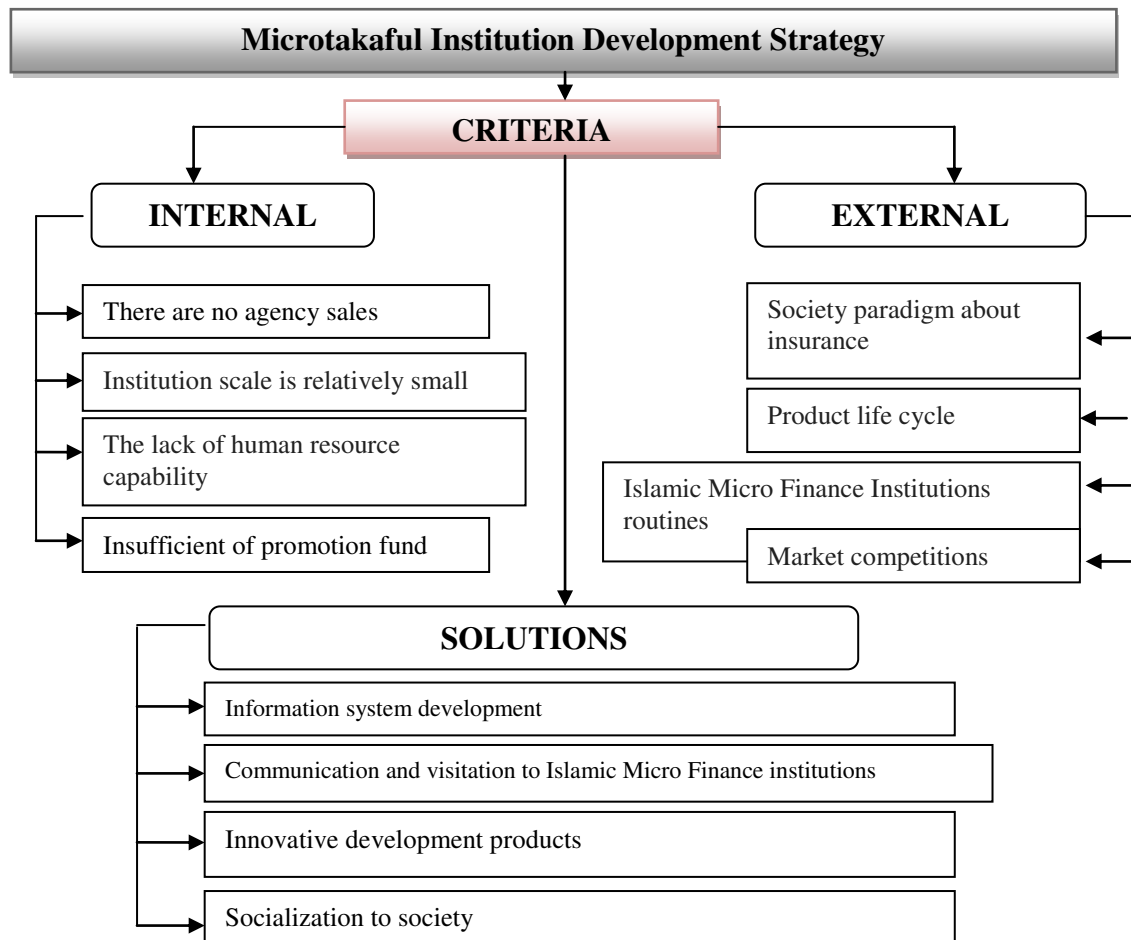 Microtakaful Institution Development Strategy
CRITERIA
INTERNAL
There are no agency sales
Institution scale is relatively small
The lack of human resource
capability
Insufficient of promotion fund
EXTERNAL
Society paradigm about
insurance
Product life cycle
Islamic Micro Finance Institutions
routines
Market competitions
SOLUTIONS
Information system development
Communication and visitation to Islamic Micro Finance institutions
Innovative development products
Socialization to society